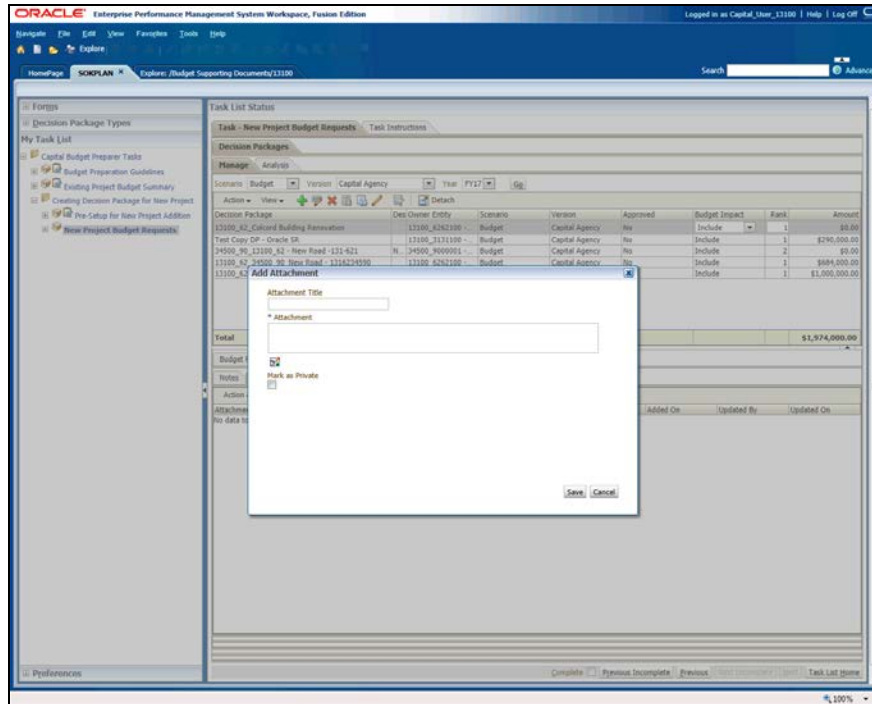 ORACLE Enterprise Performance Management System Workspace, Fusion Edition
Logged in as Capital_User_13100 | Help | Log Off
Navigate File Edit View Favorites Tools Help
Explore
HomePage SOKPLAN Explore: /Budget Supporting Documents/13100
Search Advanc
Forms
Decision Package Types
My Task List
Capital Budget Preparer Tasks
Budget Preparation Guidelines
Existing Project Budget Summary
Creating Decision Package for New Project
Pre-Setup for New Project Addition
New Project Budget Requests
Preferences
Task List Status
Task - New Project Budget Requests Task Instructions
Decision Packages
Manage Analysis
Scenario Budget Version Capital Agency Year FY17 Go
Action View Detach
Decision Package Des Owner Entity Scenario Version Approved Budget Impact Rank Amount
13100_62_Colcord Building Renovation 13100_6262100 -... Budget Capital Agency No Include 1 $0.00
Test Copy DP - Oracle SR 13100_3131100 -... Budget Capital Agency No Include 1 $290,000.00
34500_90_13100_62 - New Road -131-621 N... 34500_9000001 -... Budget Capital Agency No Include 2 $0.00
13100_62_34500_90_New Road - 1316234590 13100_6262100 -... Budget Capital Agency No Include 1 $684,000.00
13100_62 Include 1 $1,000,000.00
Total $1,974,000.00
Budget
Notes
Action
Attachmen Added On Updated By Updated On
No data to
Add Attachment
Attachment Title
* Attachment
Mark as Private
Save Cancel
Complete Previous Incomplete Previous Task List Home
100%